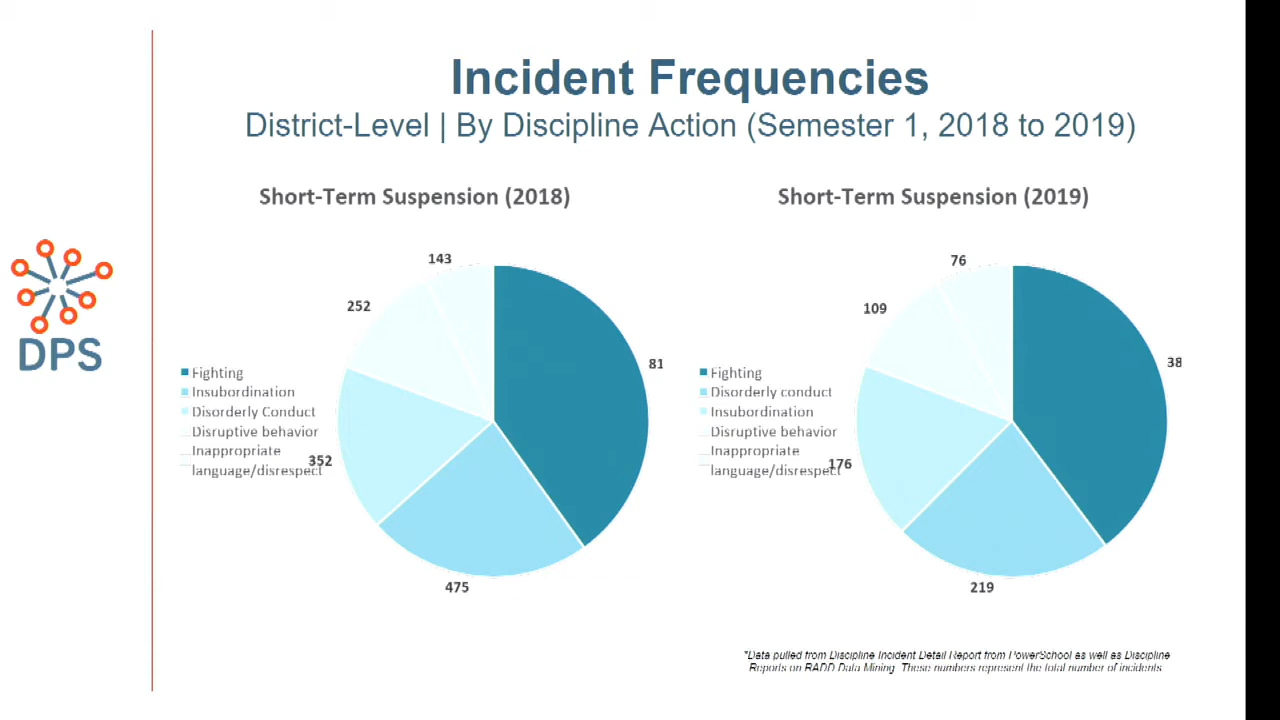 Incident Frequencies
District-Level | By Discipline Action (Semester 1, 2018 to 2019)
Short-Term Suspension (2018)
143
252
81
Fighting
Insubordination
Disorderly Conduct
Disruptive behavior
Inappropriate
language/disrespect
352
475
Short-Term Suspension (2019)
76
109
38
Fighting
Disorderly conduct
Insubordination
Disruptive behavior
Inappropriate
language/disrespect
176
219
DPS
*Data pulled from Discipline Incident Detail Report from PowerSchool as well as Discipline
Reports on RADD Data Mining. These numbers represent the total number of incidents.